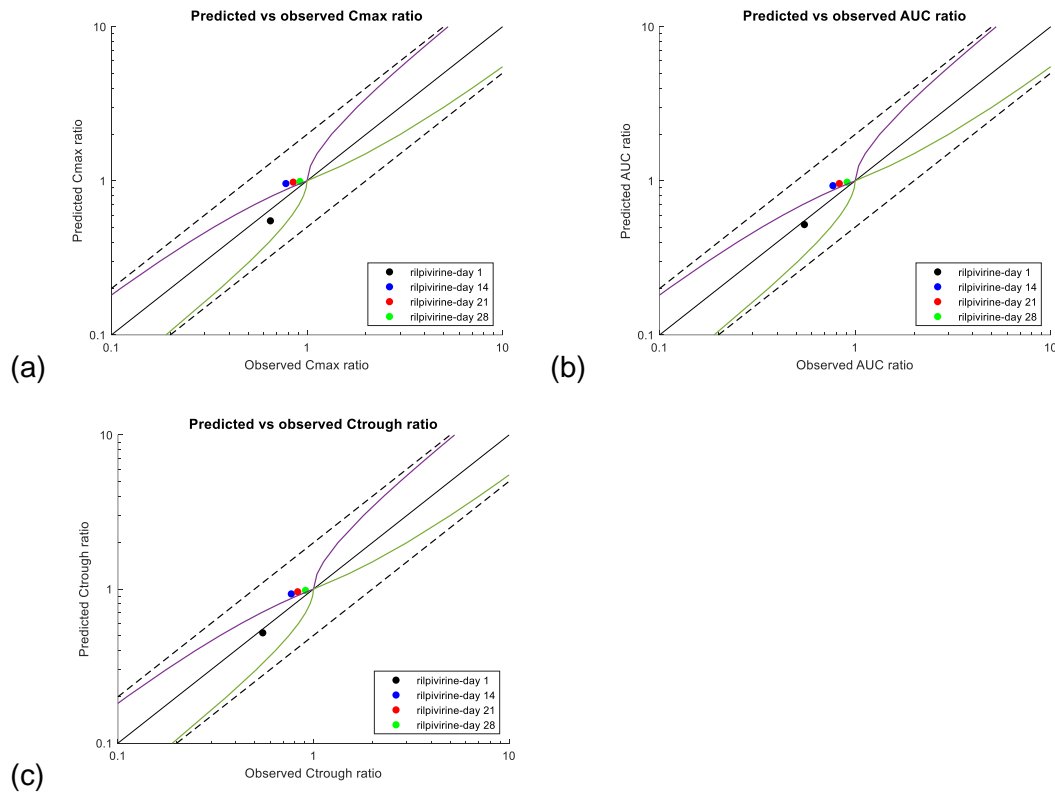 Predicted vs observed Cmax ratio
10
1
0.1
Predicted Cmax ratio
rilpivirine-day 1
rilpivirine-day 14
rilpivirine-day 21
rilpivirine-day 28
0.1 1 10
Observed Cmax ratio
(a)
Predicted vs observed AUC ratio
10
1
0.1
Predicted AUC ratio
rilpivirine-day 1
rilpivirine-day 14
rilpivirine-day 21
rilpivirine-day 28
0.1 1 10
Observed AUC ratio
(b)
Predicted vs observed Ctrough ratio
10
1
0.1
Predicted Ctrough ratio
rilpivirine-day 1
rilpivirine-day 14
rilpivirine-day 21
rilpivirine-day 28
0.1 1 10
Observed Ctrough ratio
(c)